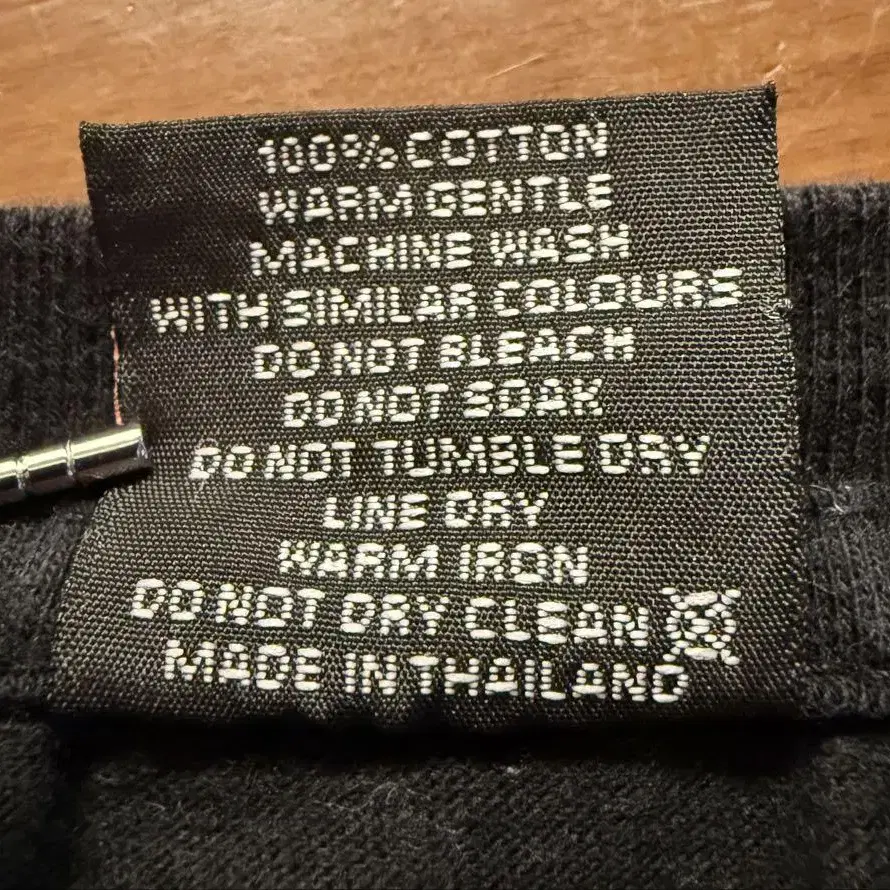 100% COTTON
WARM GENTLE
MACHINE WASH
WITH SIMILAR COLOURS
DO NOT BLEACH
DO NOT SOAK
DO NOT TUMBLE DRY
LINE DRY
WARM IRON
DO NOT DRY CLEAN
MADE IN THAILAND